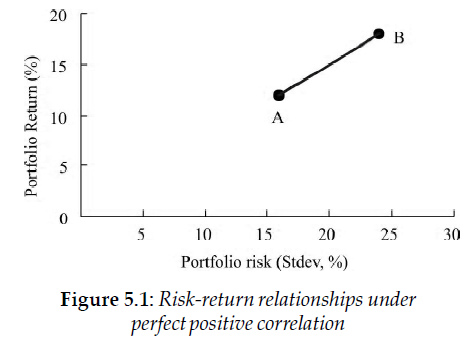 20
15
10
5
0
Portfolio Return (%)
A
B
5 10 15 20 25 30
Portfolio risk (Stdev, %)
Figure 5.1: Risk-return relationships under
perfect positive correlation